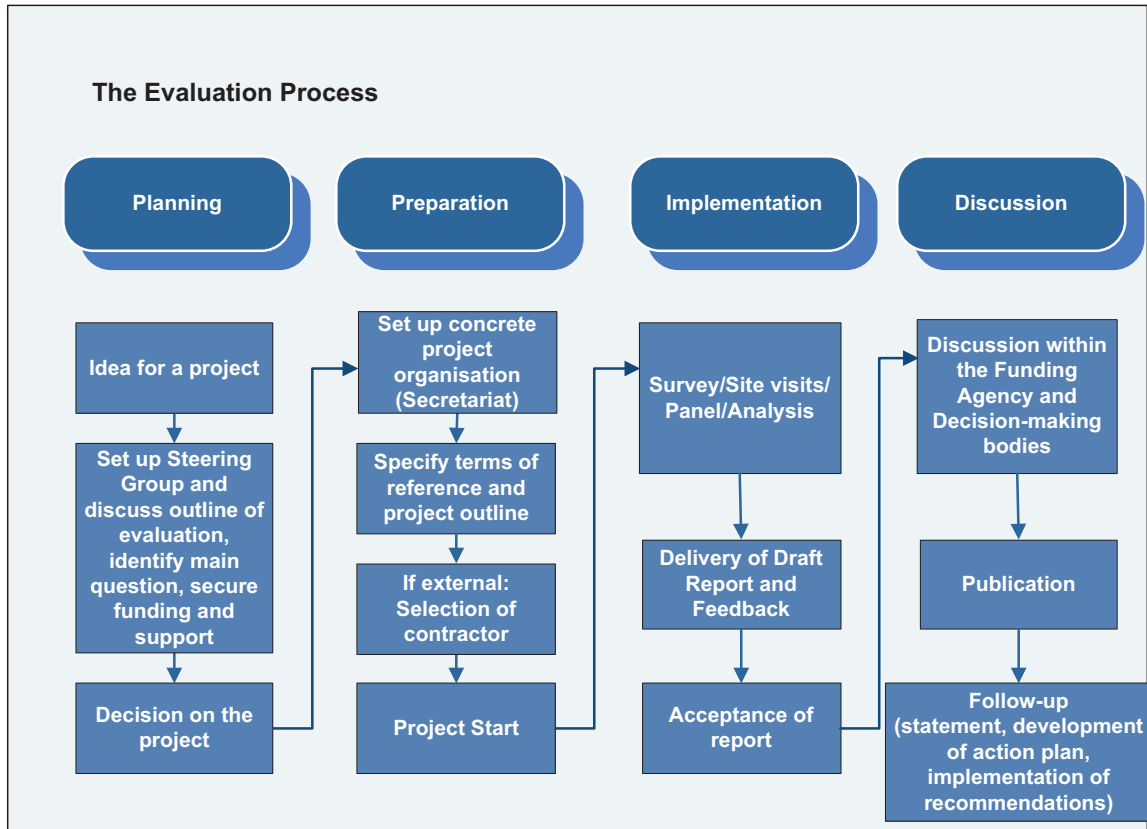 The Evaluation Process
Planning
Preparation
Implementation
Discussion
Idea for a project
Set up Steering
Group and
discuss outline of
evaluation,
identify main
question, secure
funding and
support
Decision on the
project
Set up concrete
project
organisation
(Secretariat)
Specify terms of
reference and
project outline
If external:
Selection of
contractor
Project Start
Survey/Site visits/
Panel/Analysis
Delivery of Draft
Report and
Feedback
Acceptance of
report
Discussion within
the Funding
Agency and
Decision-making
bodies
Publication
Follow-up
(statement, development
of action plan,
implementation of
recommendations)